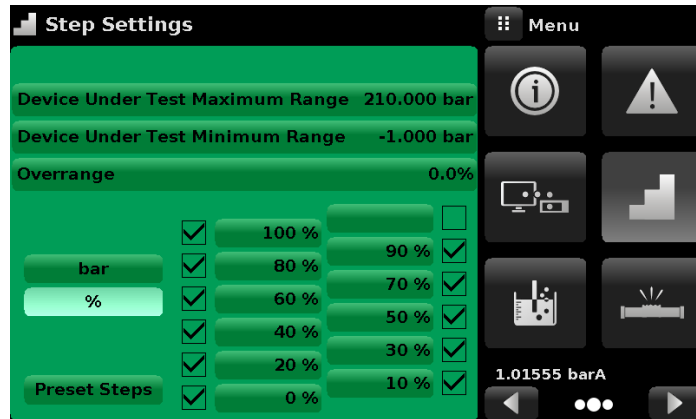 Step Settings
Menu
Device Under Test Maximum Range 210.000 bar
Device Under Test Minimum Range -1.000 bar
Overrange 0.0%
100 %
90 %
bar
80 %
70 %
%
60 %
50 %
40 %
30 %
20 %
10 %
Preset Steps
0 %
1.01555 barA